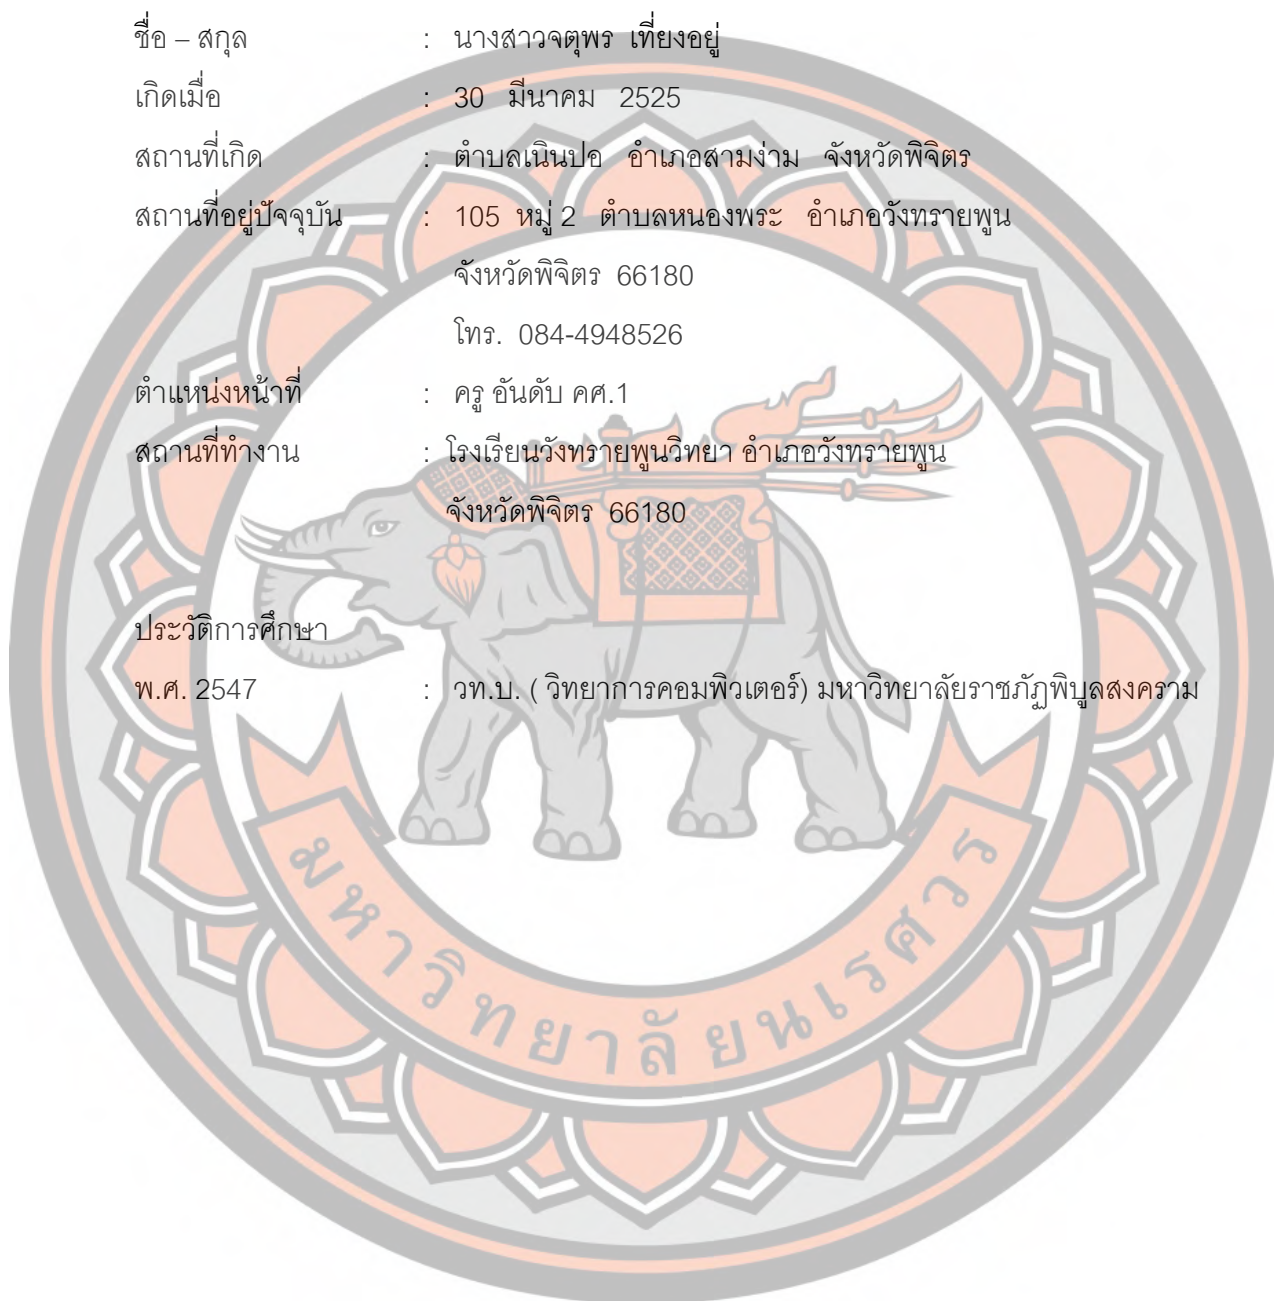 ชื่อ – สกุล : นางสาวจตุพร เที่ยงอยู่
เกิดเมื่อ : 30 มีนาคม 2525
สถานที่เกิด : ตำบลเนินปอ อำเภอสามง่าม จังหวัดพิจิตร
สถานที่อยู่ปัจจุบัน : 105 หมู่ 2 ตำบลหนองพระ อำเภอวังทรายพูน
จังหวัดพิจิตร 66180
โทร. 084-4948526
ตำแหน่งหน้าที่ : ครู อันดับ คศ.1
สถานที่ทำงาน : โรงเรียนวังทรายพูนวิทยา อำเภอวังทรายพูน
จังหวัดพิจิตร 66180
ประวัติการศึกษา
พ.ศ. 2547 : วท.บ. ( วิทยาการคอมพิวเตอร์) มหาวิทยาลัยราชภัฏพิบูลสงคราม
มหาวิทยาลัยนเรศวร